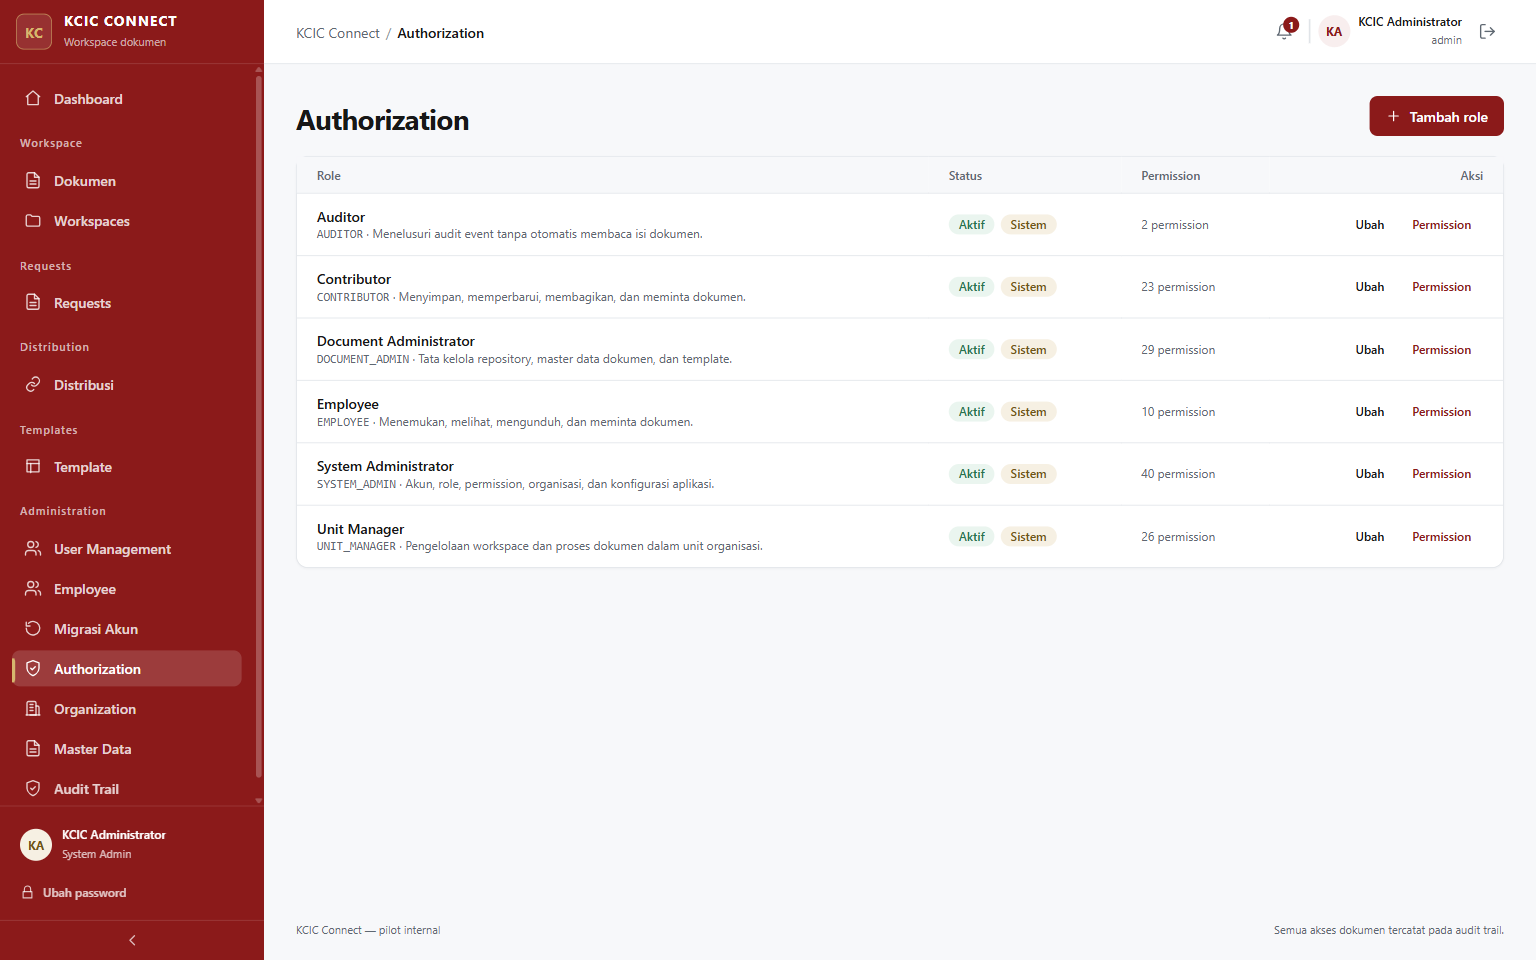 KC
KCIC CONNECT
Workspace dokumen
Dashboard
Workspace
Dokumen
Workspaces
Requests
Requests
Distribution
Distribusi
Templates
Template
Administration
User Management
Employee
Migrasi Akun
Authorization
Organization
Master Data
Audit Trail
KA
KCIC Administrator
System Admin
Ubah password
KCIC Connect / Authorization
1
KA
KCIC Administrator
admin
Authorization
+ Tambah role
Role Status Permission Aksi
Auditor
AUDITOR · Menelusuri audit event tanpa otomatis membaca isi dokumen.
Aktif Sistem 2 permission Ubah Permission
Contributor
CONTRIBUTOR · Menyimpan, memperbarui, membagikan, dan meminta dokumen.
Aktif Sistem 23 permission Ubah Permission
Document Administrator
DOCUMENT_ADMIN · Tata kelola repository, master data dokumen, dan template.
Aktif Sistem 29 permission Ubah Permission
Employee
EMPLOYEE · Menemukan, melihat, mengunduh, dan meminta dokumen.
Aktif Sistem 10 permission Ubah Permission
System Administrator
SYSTEM_ADMIN · Akun, role, permission, organisasi, dan konfigurasi aplikasi.
Aktif Sistem 40 permission Ubah Permission
Unit Manager
UNIT_MANAGER · Pengelolaan workspace dan proses dokumen dalam unit organisasi.
Aktif Sistem 26 permission Ubah Permission
KCIC Connect — pilot internal
Semua akses dokumen tercatat pada audit trail.